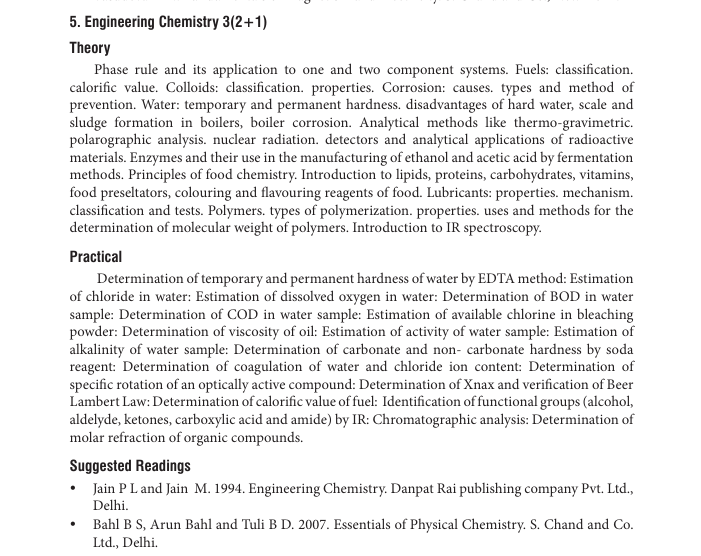 5. Engineering Chemistry 3(2+1)
Theory
Phase rule and its application to one and two component systems. Fuels: classification.
calorific value. Colloids: classification. properties. Corrosion: causes. types and method of
prevention. Water: temporary and permanent hardness. disadvantages of hard water, scale and
sludge formation in boilers, boiler corrosion. Analytical methods like thermo-gravimetric.
polarographic analysis. nuclear radiation. detectors and analytical applications of radioactive
materials. Enzymes and their use in the manufacturing of ethanol and acetic acid by fermentation
methods. Principles of food chemistry. Introduction to lipids, proteins, carbohydrates, vitamins,
food preseltators, colouring and flavouring reagents of food. Lubricants: properties. mechanism.
classification and tests. Polymers. types of polymerization. properties. uses and methods for the
determination of molecular weight of polymers. Introduction to IR spectroscopy.
Practical
Determination of temporary and permanent hardness of water by EDTA method: Estimation
of chloride in water: Estimation of dissolved oxygen in water: Determination of BOD in water
sample: Determination of COD in water sample: Estimation of available chlorine in bleaching
powder: Determination of viscosity of oil: Estimation of activity of water sample: Estimation of
alkalinity of water sample: Determination of carbonate and non- carbonate hardness by soda
reagent: Determination of coagulation of water and chloride ion content: Determination of
specific rotation of an optically active compound: Determination of Xnax and verification of Beer
Lambert Law: Determination of calorific value of fuel: Identification of functional groups (alcohol,
aldelyde, ketones, carboxylic acid and amide) by IR: Chromatographic analysis: Determination of
molar refraction of organic compounds.
Suggested Readings
• Jain P L and Jain M. 1994. Engineering Chemistry. Danpat Rai publishing company Pvt. Ltd.,
Delhi.
• Bahl B S, Arun Bahl and Tuli B D. 2007. Essentials of Physical Chemistry. S. Chand and Co.
Ltd., Delhi.